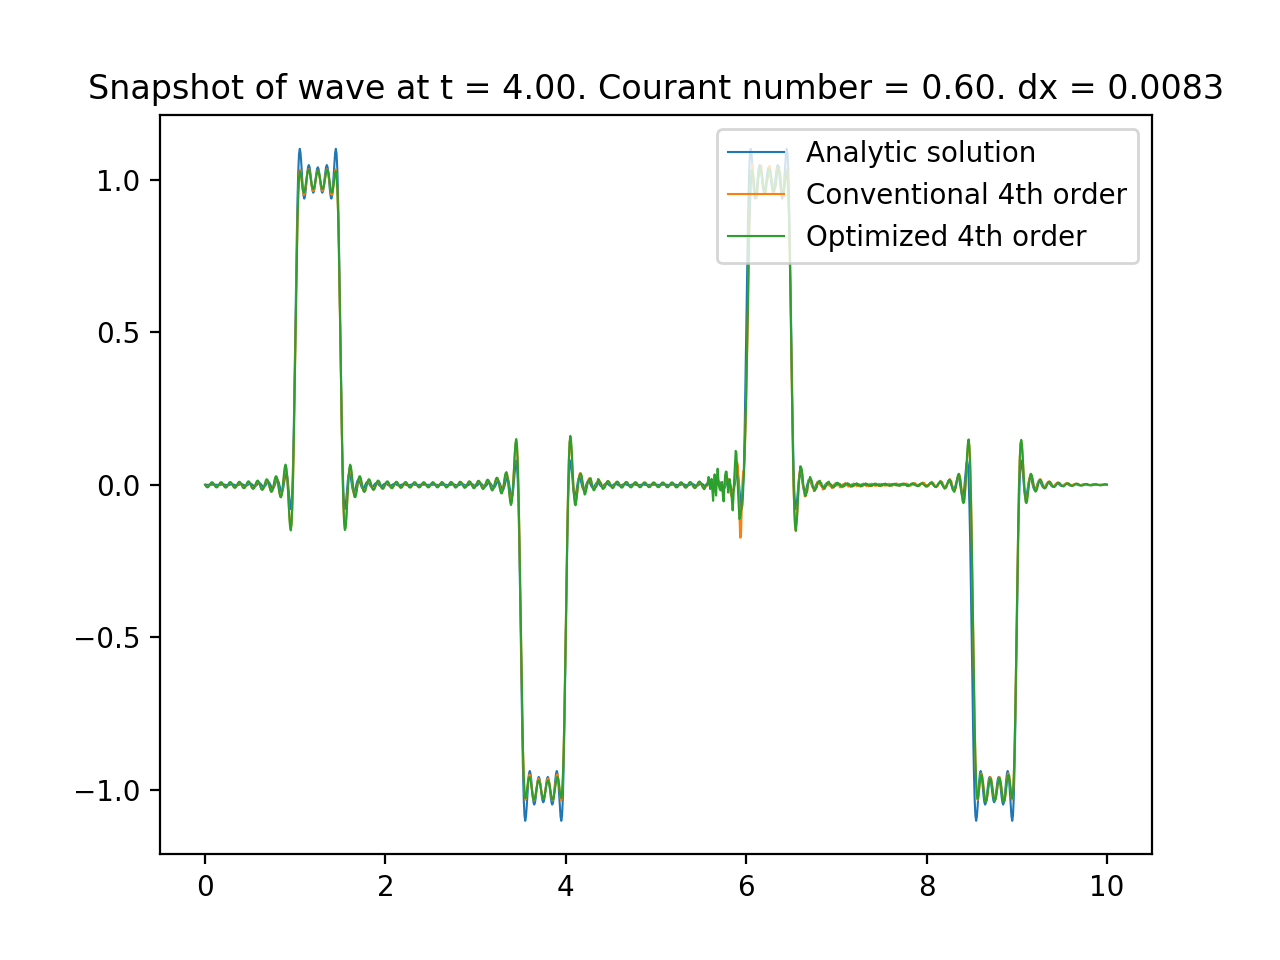 Snapshot of wave at t = 4.00. Courant number = 0.60. dx = 0.0083
Analytic solution
Conventional 4th order
Optimized 4th order
1.0
0.5
0.0
−0.5
−1.0
0 2 4 6 8 10